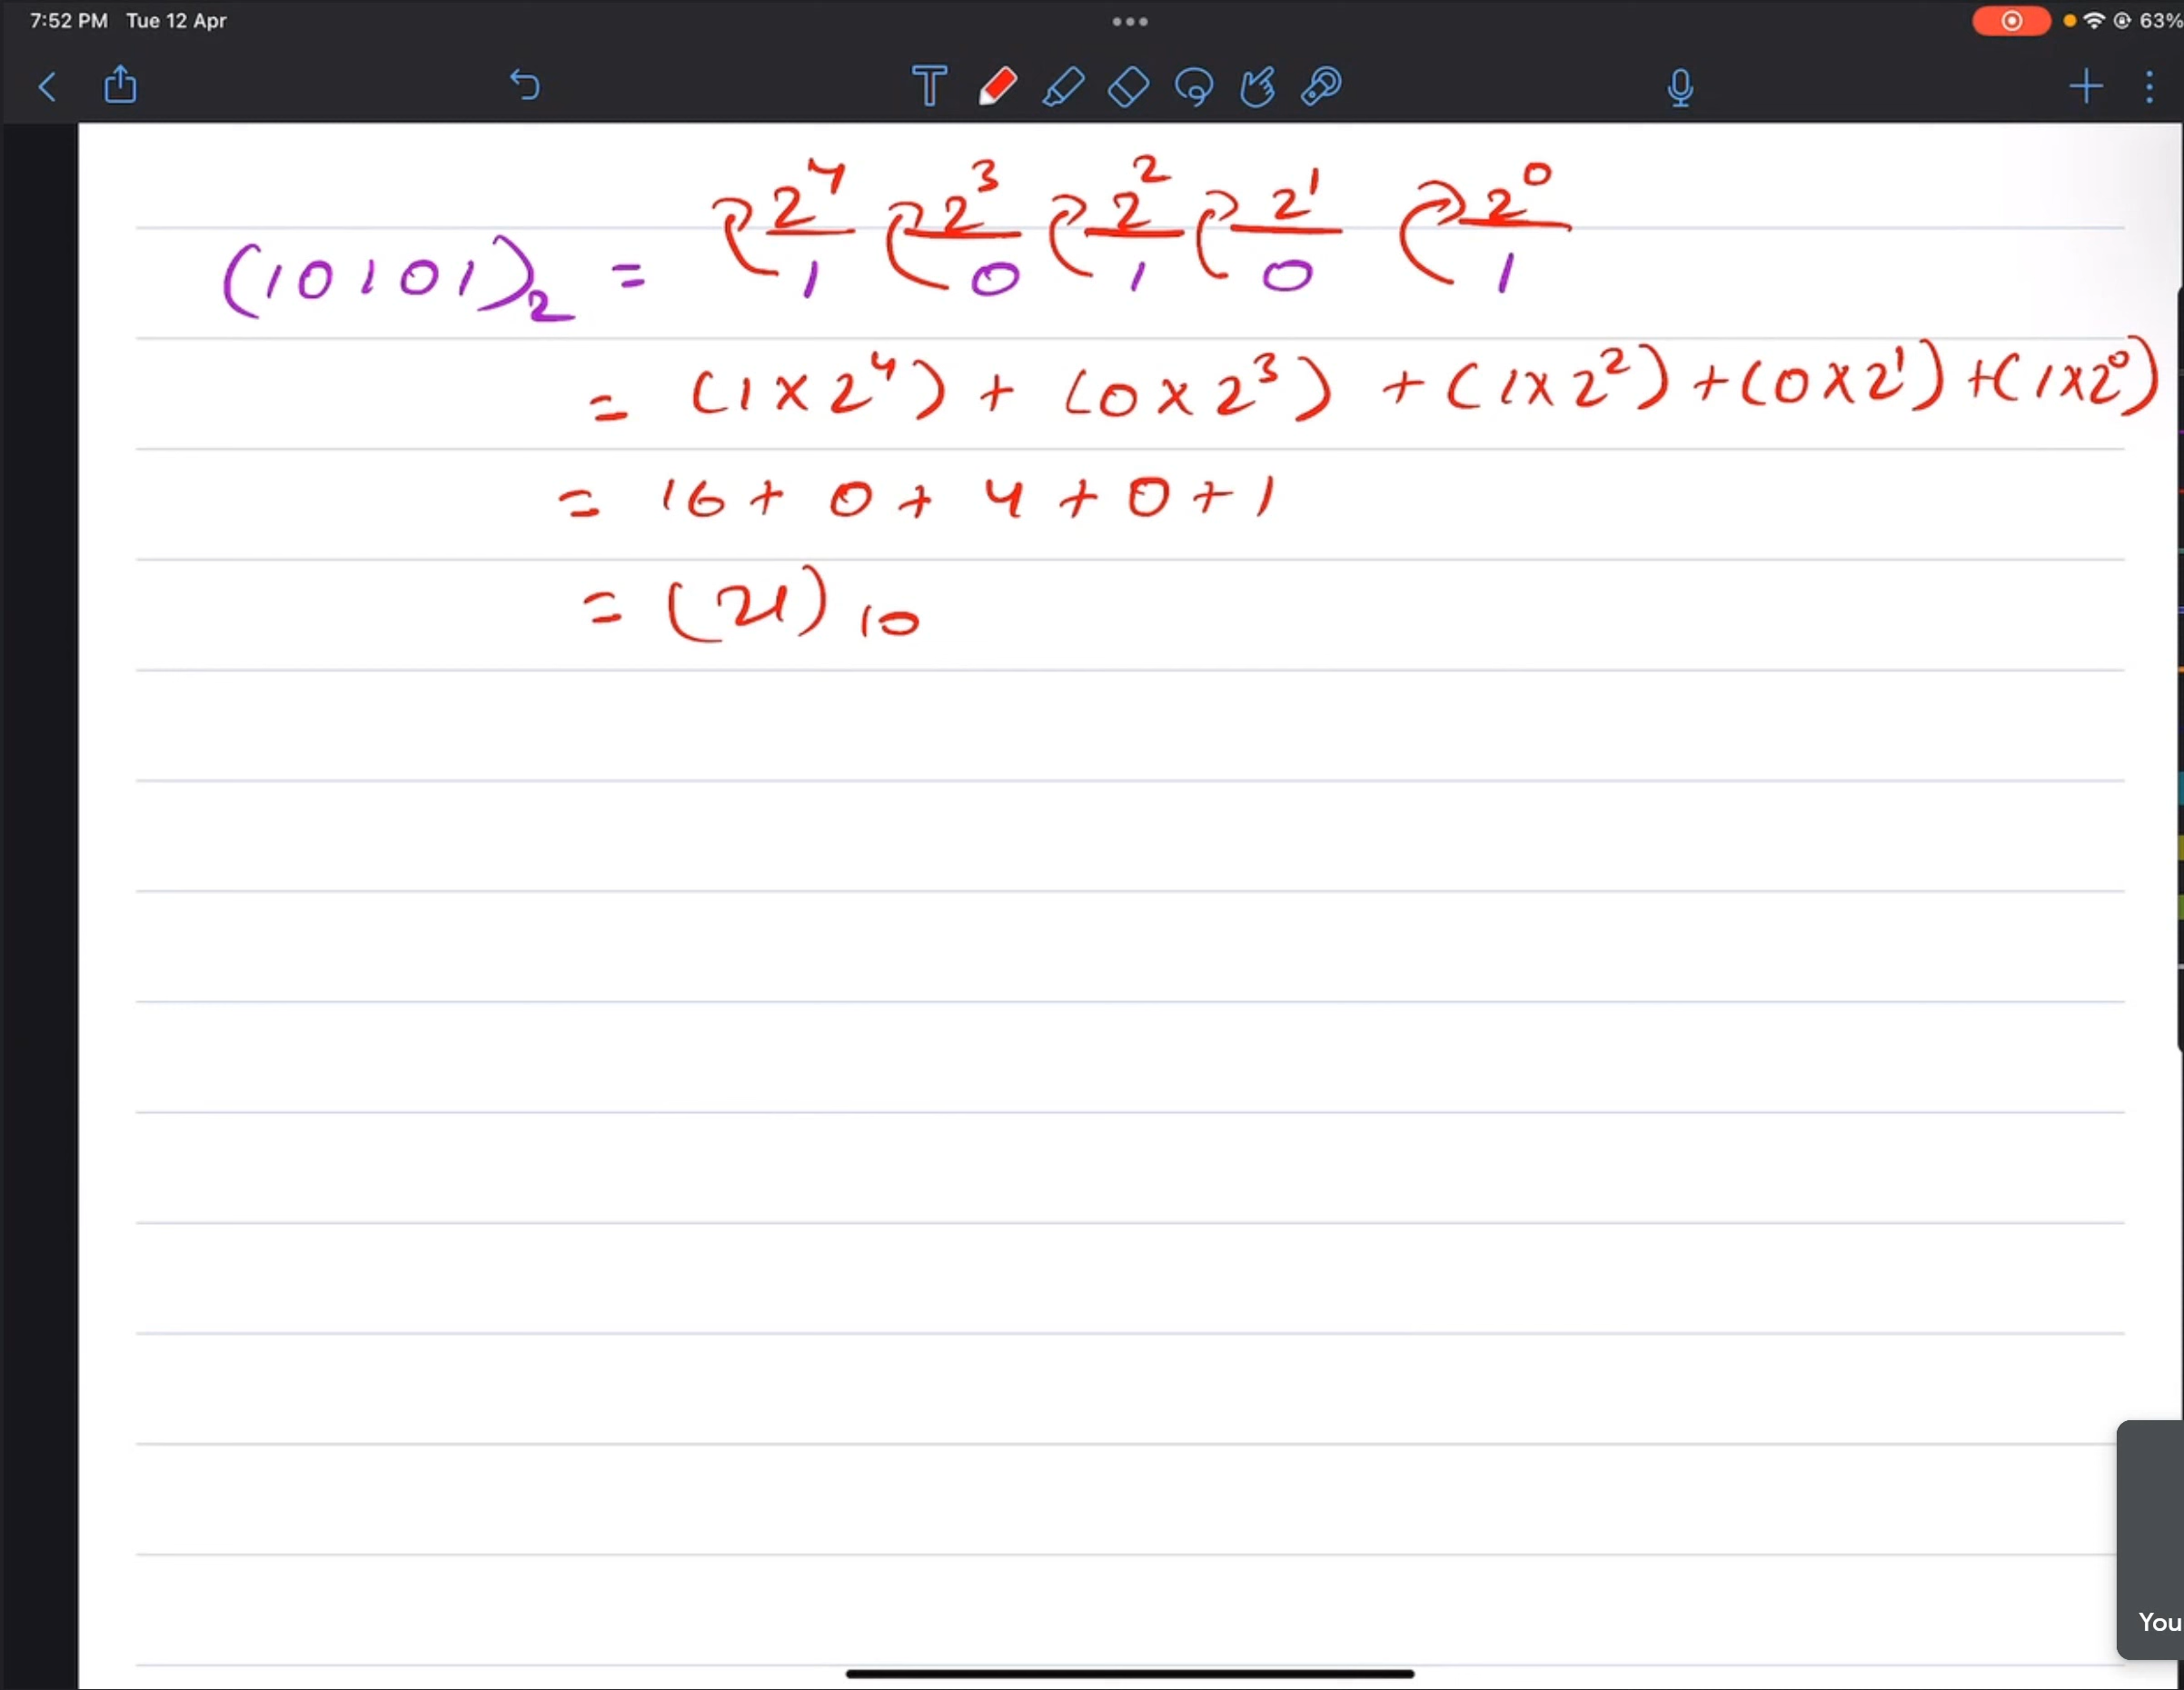 7:52 PM Tue 12 Apr
63%
2⁴ 2³ 2² 2¹ 2⁰
(10101)₂ = 1 0 1 0 1
= (1×2⁴) + (0×2³) + (1×2²) + (0×2¹) + (1×2⁰)
= 16 + 0 + 4 + 0 + 1
= (21)₁₀
You